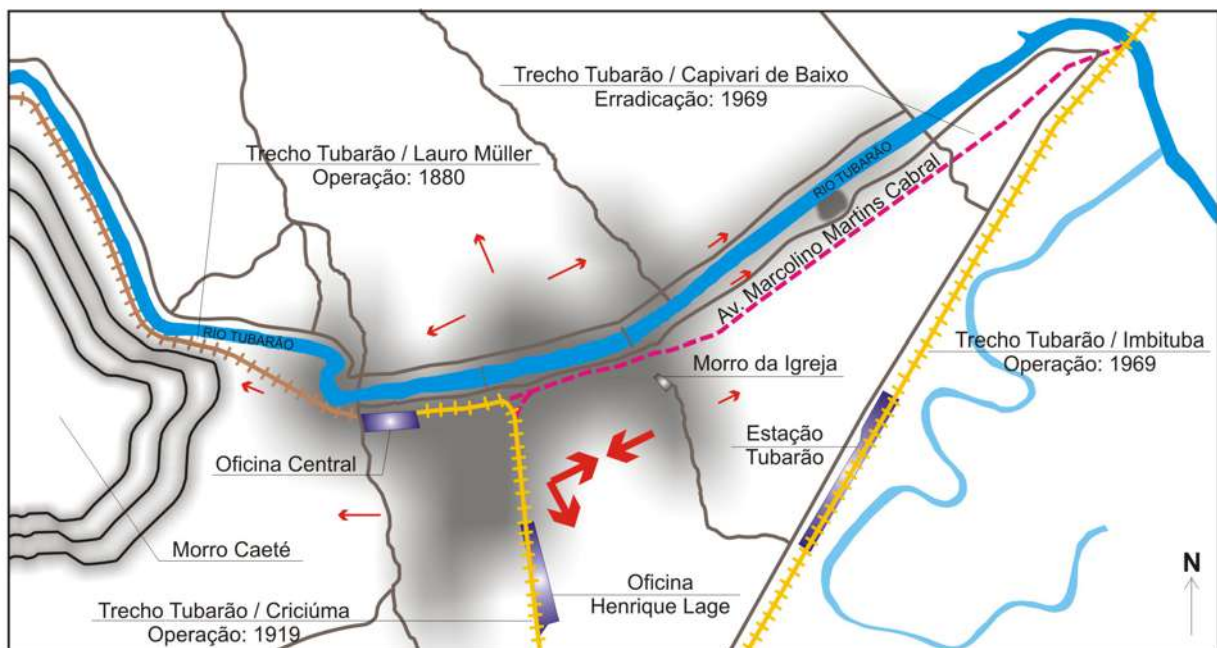 Trecho Tubarão / Capivari de Baixo
Erradicação: 1969
Trecho Tubarão / Lauro Müller
Operação: 1880
RIO TUBARÃO
Av. Marcolino Martins Cabral
RIO TUBARÃO
Trecho Tubarão / Imbituba
Operação: 1969
Morro da Igreja
Estação
Tubarão
Oficina Central
Morro Caeté
Oficina
Henrique Lage
Trecho Tubarão / Criciúma
Operação: 1919
N